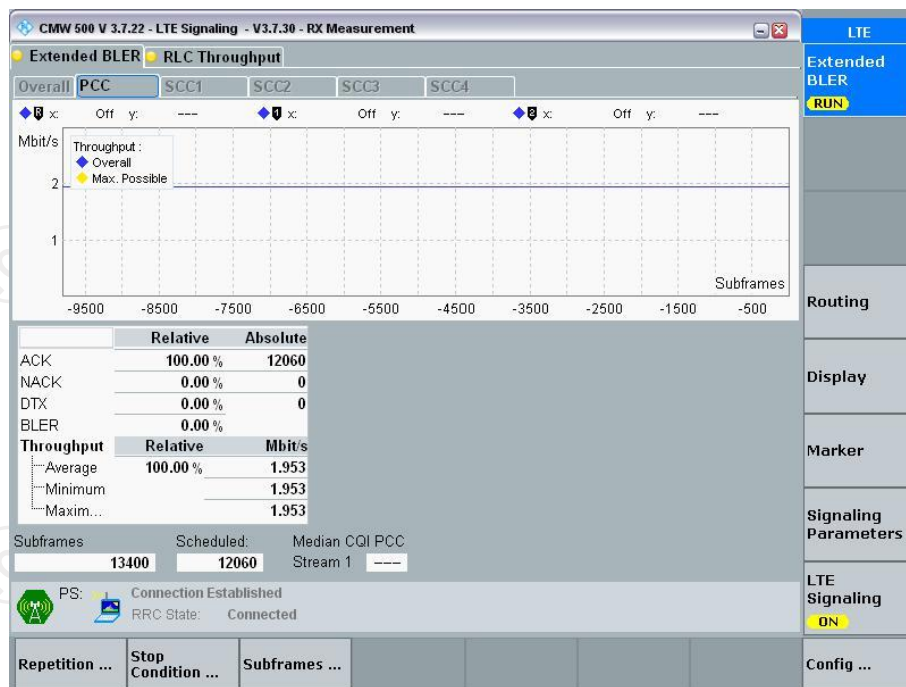 CMW 500 V 3.7.22 - LTE Signaling - V3.7.30 - RX Measurement
LTE
Extended BLER
RLC Throughput
Extended
BLER
RUN
Overall PCC SCC1 SCC2 SCC3 SCC4
R x: Off y: --- 1 x: Off y: --- 2 x: Off y: ---
Mbit/s
Throughput :
Overall
Max. Possible
2
1
Subframes
-9500 -8500 -7500 -6500 -5500 -4500 -3500 -2500 -1500 -500
Routing
Relative Absolute
ACK 100.00 % 12060
NACK 0.00 % 0
DTX 0.00 % 0
BLER 0.00 %
Display
Throughput Relative Mbit/s
Average 100.00 % 1.953
Minimum 1.953
Maxim... 1.953
Marker
Signaling
Parameters
Subframes Scheduled: Median CQI PCC
13400 12060 Stream 1 ---
PS: Connection Established
RRC State: Connected
LTE
Signaling
ON
Repetition ... Stop
Condition ... Subframes ... Config ...